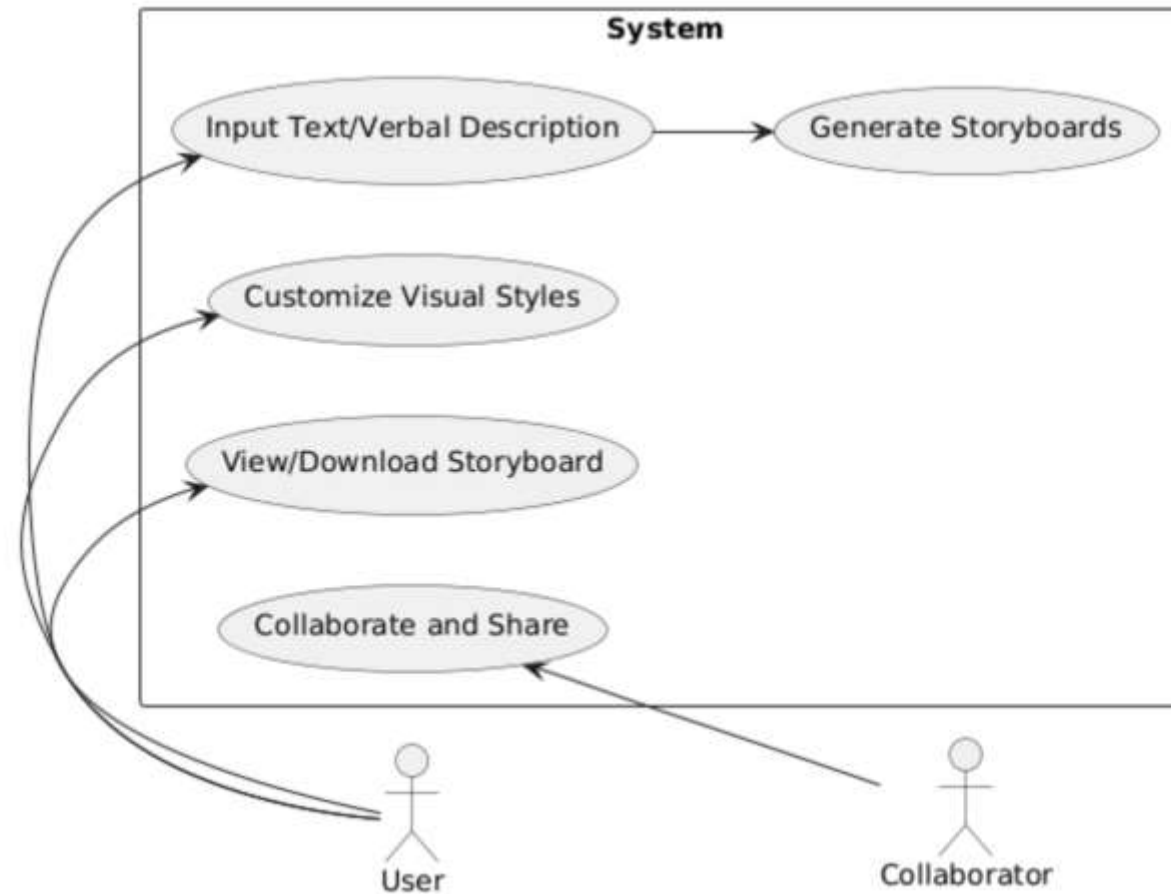 System
Input Text/Verbal Description
Generate Storyboards
Customize Visual Styles
View/Download Storyboard
Collaborate and Share
User
Collaborator